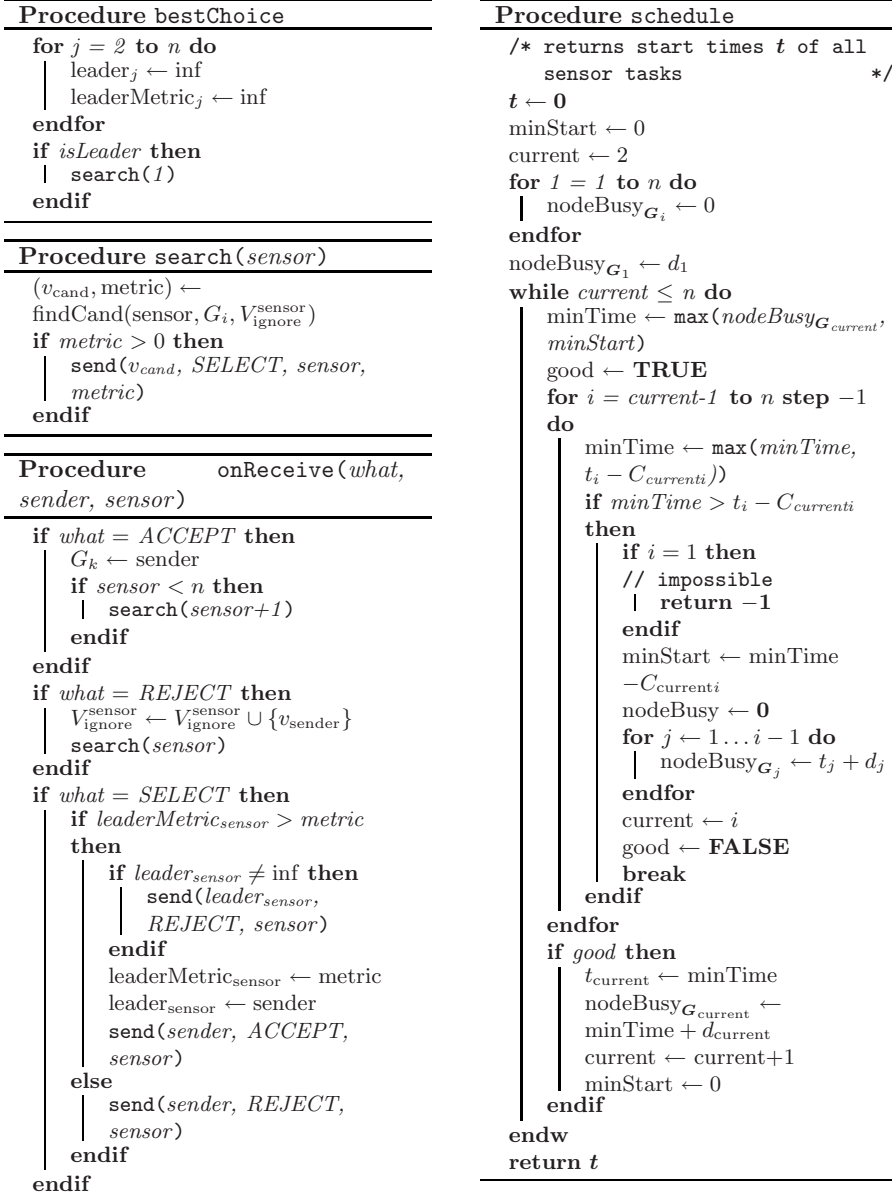 Procedure bestChoice
for j = 2 to n do
leader_j ← inf
leaderMetric_j ← inf
endfor
if isLeader then
search(1)
endif
Procedure search(sensor)
(v_cand, metric) ←
findCand(sensor, G_i, V_ignore^sensor)
if metric > 0 then
send(v_cand, SELECT, sensor,
metric)
endif
Procedure onReceive(what,
sender, sensor)
if what = ACCEPT then
G_k ← sender
if sensor < n then
search(sensor+1)
endif
endif
if what = REJECT then
V_ignore^sensor ← V_ignore^sensor ∪ {v_sender}
search(sensor)
endif
if what = SELECT then
if leaderMetric_sensor > metric
then
if leader_sensor ≠ inf then
send(leader_sensor,
REJECT, sensor)
endif
leaderMetric_sensor ← metric
leader_sensor ← sender
send(sender, ACCEPT,
sensor)
else
send(sender, REJECT,
sensor)
endif
endif
Procedure schedule
/* returns start times t of all
sensor tasks */
t ← 0
minStart ← 0
current ← 2
for 1 = 1 to n do
nodeBusy_G_i ← 0
endfor
nodeBusy_G_1 ← d_1
while current ≤ n do
minTime ← max(nodeBusy_G_current,
minStart)
good ← TRUE
for i = current-1 to n step −1
do
minTime ← max(minTime,
t_i − C_currenti))
if minTime > t_i − C_currenti
then
if i = 1 then
// impossible
return −1
endif
minStart ← minTime
−C_currenti
nodeBusy ← 0
for j ← 1...i − 1 do
nodeBusy_G_j ← t_j + d_j
endfor
current ← i
good ← FALSE
break
endif
endfor
if good then
t_current ← minTime
nodeBusy_G_current ←
minTime + d_current
current ← current+1
minStart ← 0
endif
endw
return t